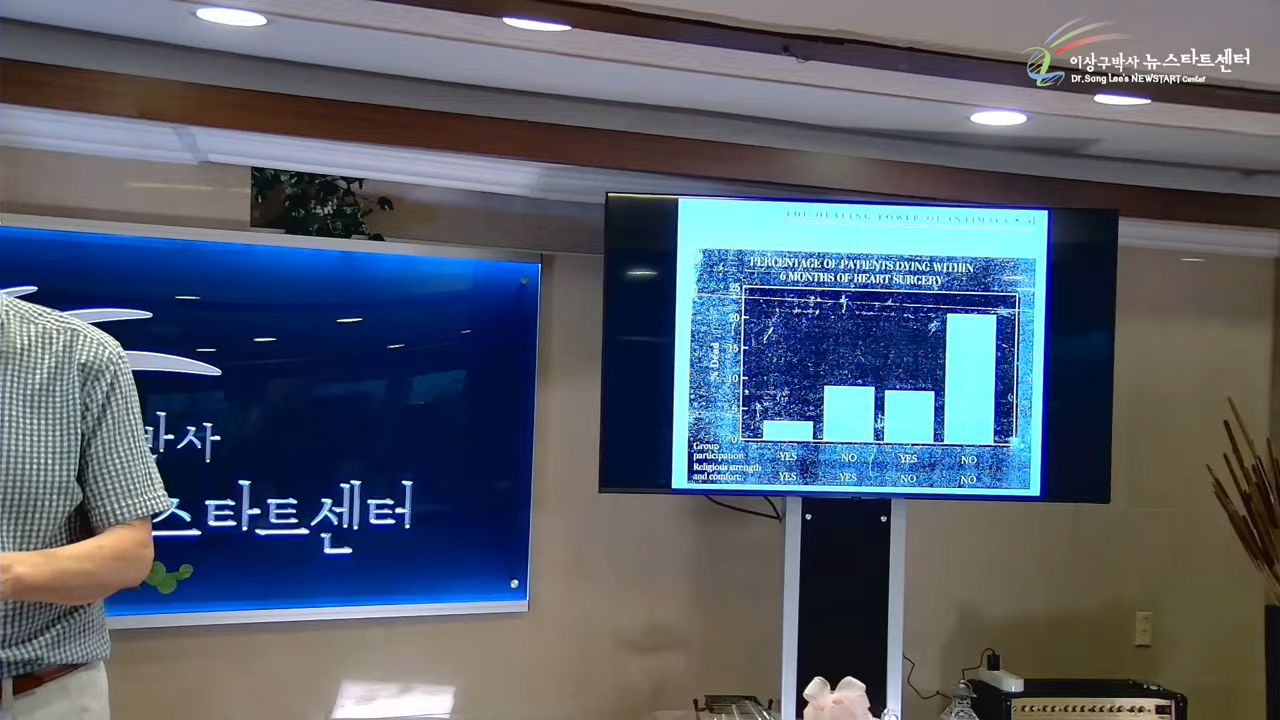 이상구박사 뉴스타트센터
Dr. Sang Lee's NEWSTART Center
THE HEALING POWER OF INTIMACY • 51
PERCENTAGE OF PATIENTS DYING WITHIN
6 MONTHS OF HEART SURGERY
% Dead
25
20
15
10
5
0
Group
participation: YES NO YES NO
Religious strength
and comfort: YES YES NO NO
박사
스타트센터